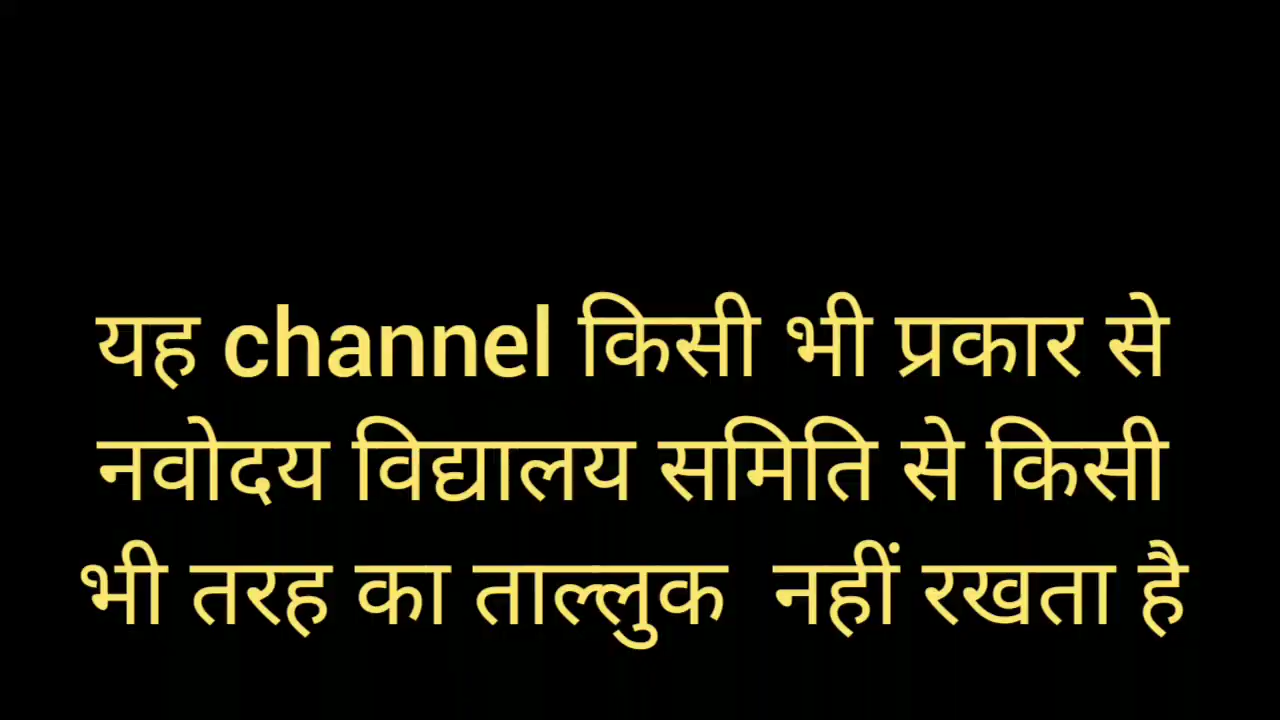 यह channel किसी भी प्रकार से
नवोदय विद्यालय समिति से किसी
भी तरह का ताल्लुक नहीं रखता है